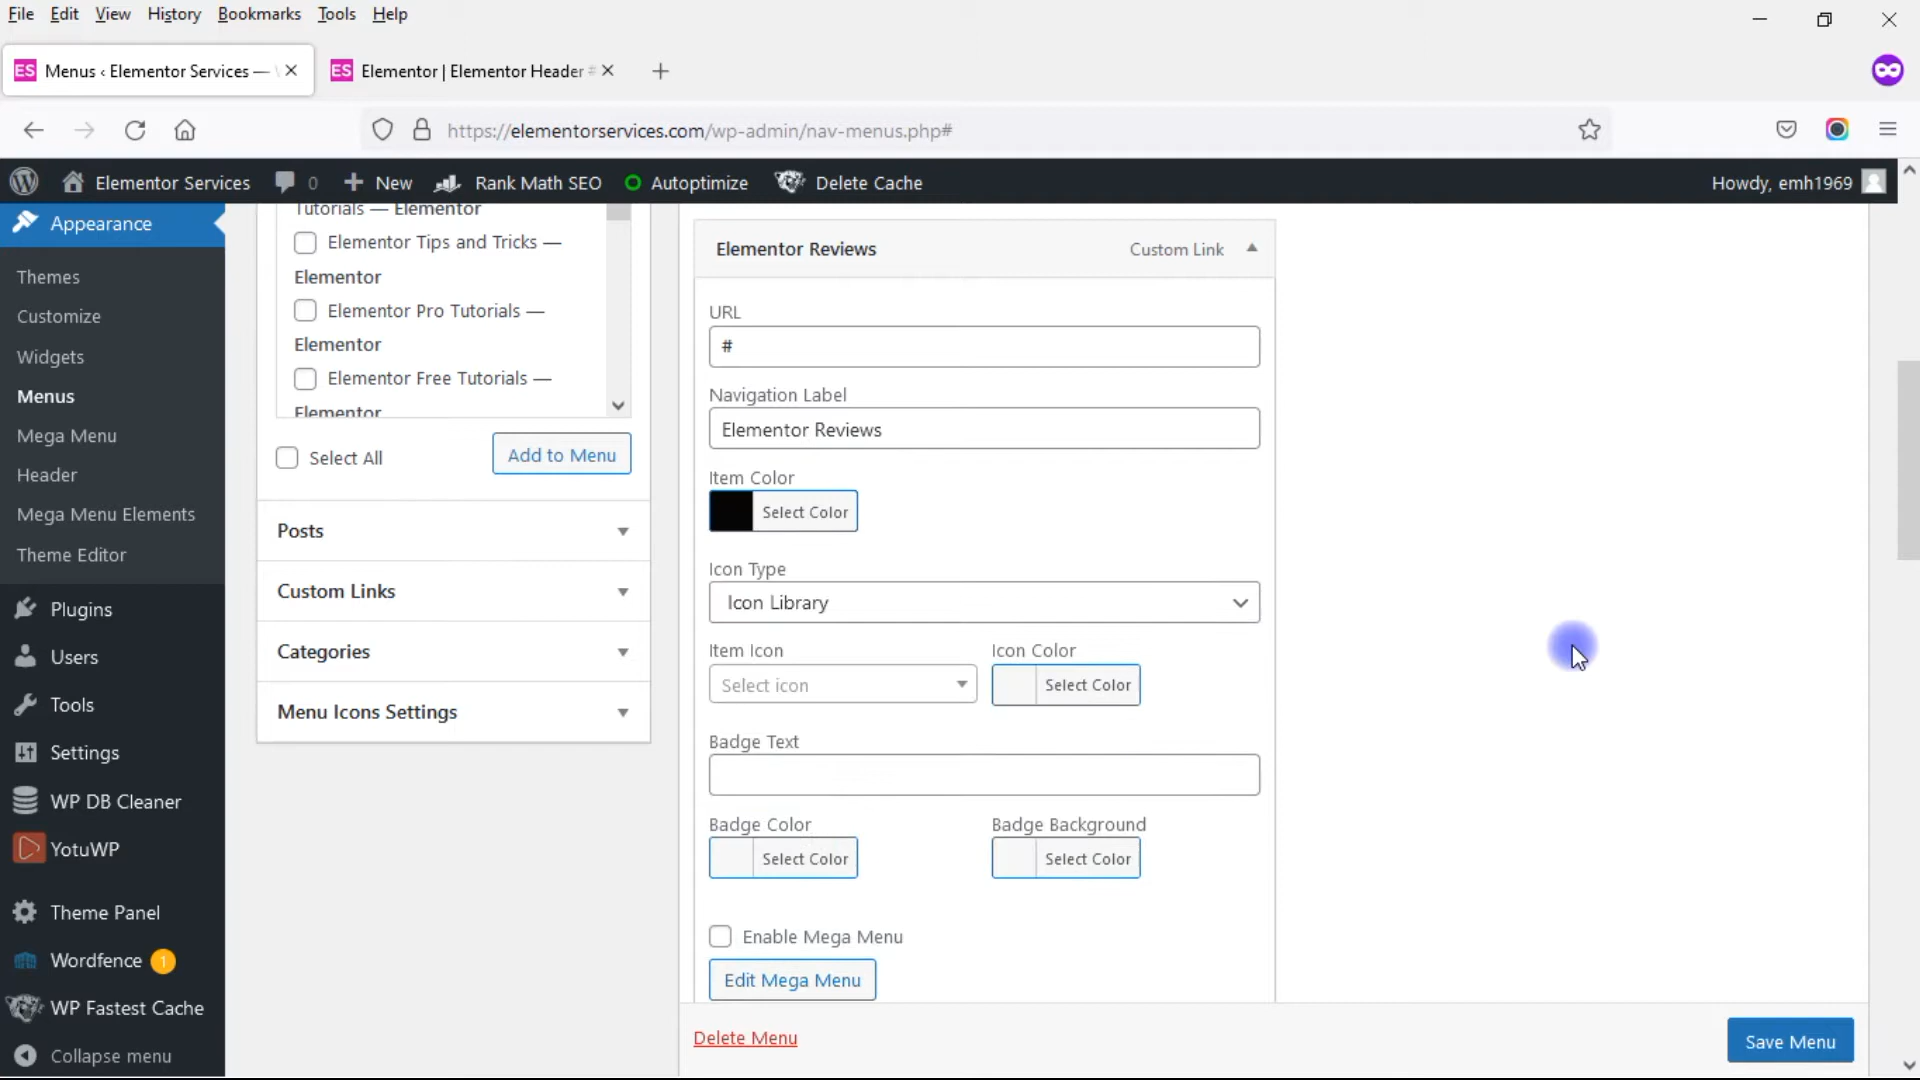 File Edit View History Bookmarks Tools Help
ES Menus ‹ Elementor Services —
ES Elementor | Elementor Header #
https://elementorservices.com/wp-admin/nav-menus.php#
Elementor Services 0 New Rank Math SEO Autoptimize Delete Cache Howdy, emh1969
Appearance
Themes
Customize
Widgets
Menus
Mega Menu
Header
Mega Menu Elements
Theme Editor
Plugins
Users
Tools
Settings
WP DB Cleaner
YotuWP
Theme Panel
Wordfence 1
WP Fastest Cache
Collapse menu
Tutorials — Elementor
Elementor Tips and Tricks —
Elementor
Elementor Pro Tutorials —
Elementor
Elementor Free Tutorials —
Elementor
Select All Add to Menu
Posts
Custom Links
Categories
Menu Icons Settings
Elementor Reviews Custom Link
URL
#
Navigation Label
Elementor Reviews
Item Color
Select Color
Icon Type
Icon Library
Item Icon Icon Color
Select icon Select Color
Badge Text
Badge Color Badge Background
Select Color Select Color
Enable Mega Menu
Edit Mega Menu
Delete Menu Save Menu